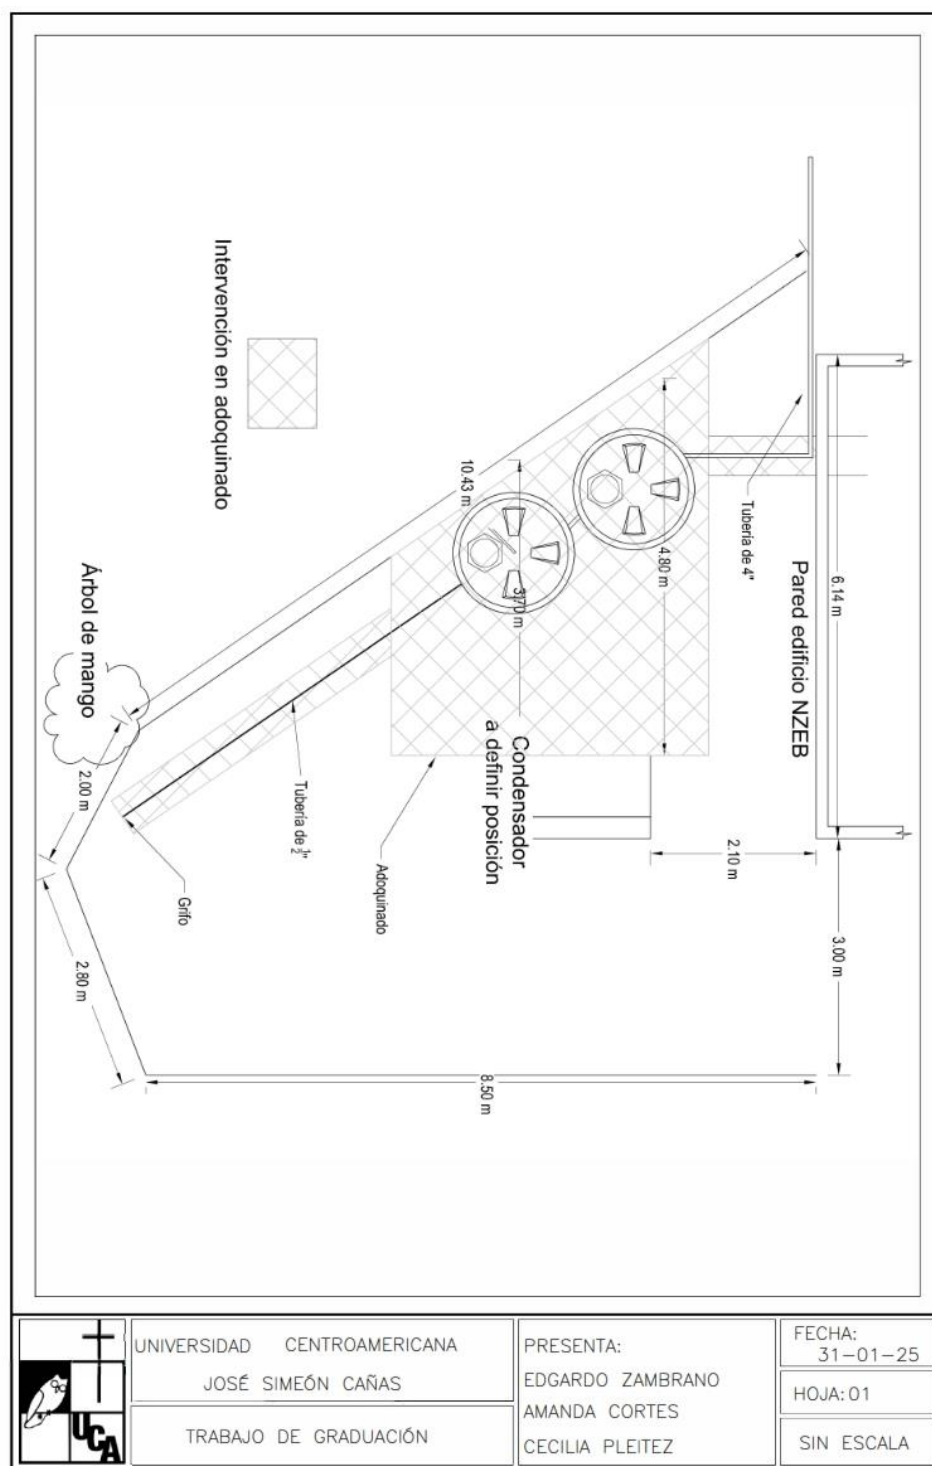 Intervención en adoquinado
Árbol de mango
10.43 m
3.70 m
4.80 m
Tubería de 4"
Pared edificio NZEB
6.14 m
Condensador
a definir posición
2.10 m
3.00 m
Tubería de ½"
Adoquinado
Grifo
2.00 m
2.80 m
8.50 m
UCA
UNIVERSIDAD CENTROAMERICANA
JOSÉ SIMEÓN CAÑAS
TRABAJO DE GRADUACIÓN
PRESENTA:
EDGARDO ZAMBRANO
AMANDA CORTES
CECILIA PLEITEZ
FECHA:
31-01-25
HOJA: 01
SIN ESCALA